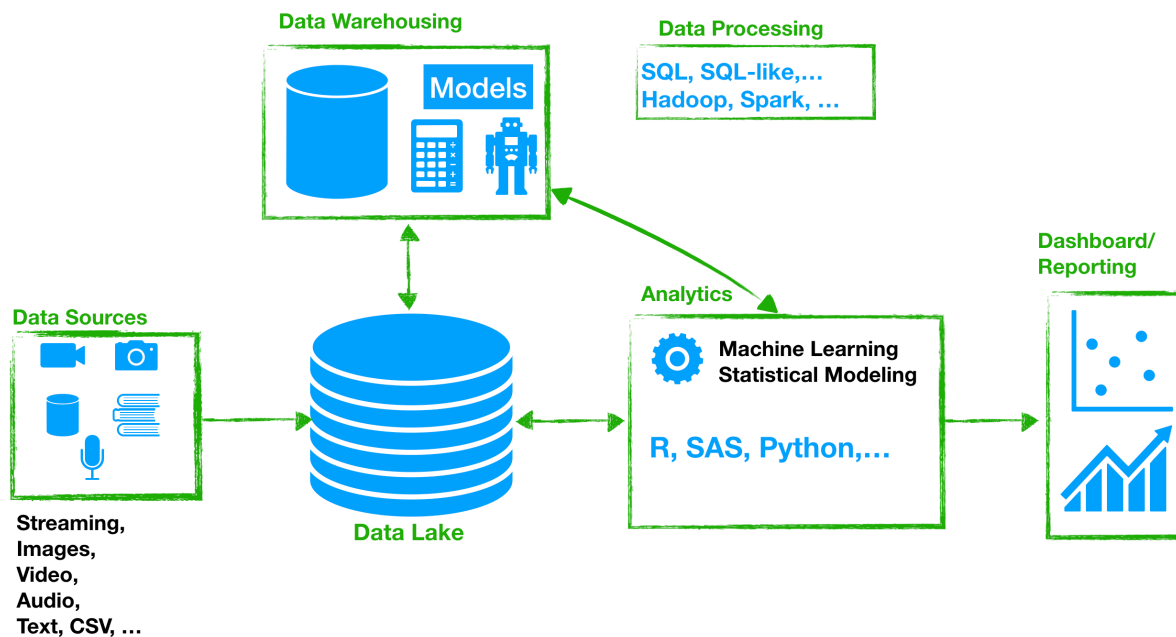 Data Warehousing
Models
Data Processing
SQL, SQL-like,…
Hadoop, Spark, …
Data Sources
Streaming,
Images,
Video,
Audio,
Text, CSV, …
Data Lake
Analytics
Machine Learning
Statistical Modeling
R, SAS, Python,…
Dashboard/
Reporting